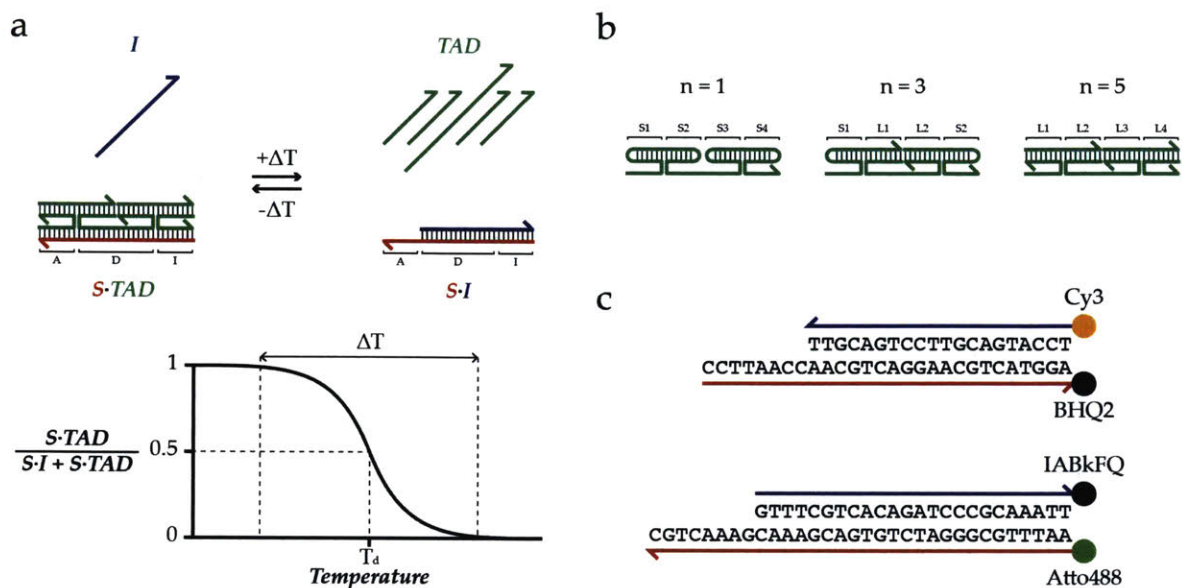 a
I
TAD
+ΔT
-ΔT
A D I
S·TAD
A D I
S·I
ΔT
1
0.5
0
S·TAD
S·I + S·TAD
T_d
Temperature
b
n = 1
n = 3
n = 5
S1 S2 S3 S4
S1 L1 L2 S2
L1 L2 L3 L4
c
Cy3
TTGCAGTCCTTGCAGTACCT
CCTTAACCAACGTCAGGAACGTCATGGA
BHQ2
IABkFQ
GTTTCGTCACAGATCCCGCAAATT
CGTCAAAGCAAAGCAGTGTCTAGGGCGTTTAA
Atto488